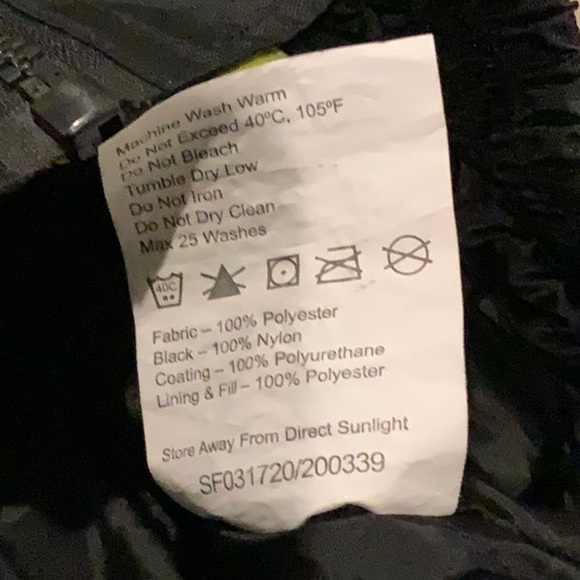 Machine Wash Warm
Do Not Exceed 40ºC, 105ºF
Do Not Bleach
Tumble Dry Low
Do Not Iron
Do Not Dry Clean
Max 25 Washes
40C
Fabric – 100% Polyester
Black – 100% Nylon
Coating – 100% Polyurethane
Lining & Fill – 100% Polyester
Store Away From Direct Sunlight
SF031720/200339